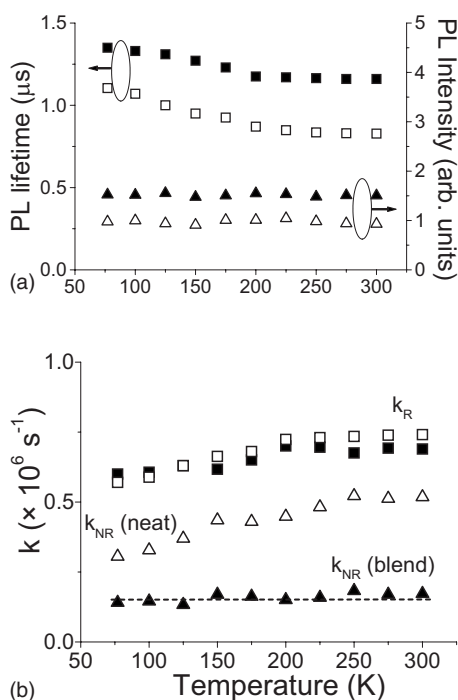 1.5
1.0
0.5
0.0
PL lifetime (μs)
5
4
3
2
1
0
PL Intensity (arb. units)
50 100 150 200 250 300
(a)
1.0
0.5
0.0
k (× 10⁶ s⁻¹)
k_R
k_NR (neat)
k_NR (blend)
50 100 150 200 250 300
Temperature (K)
(b)